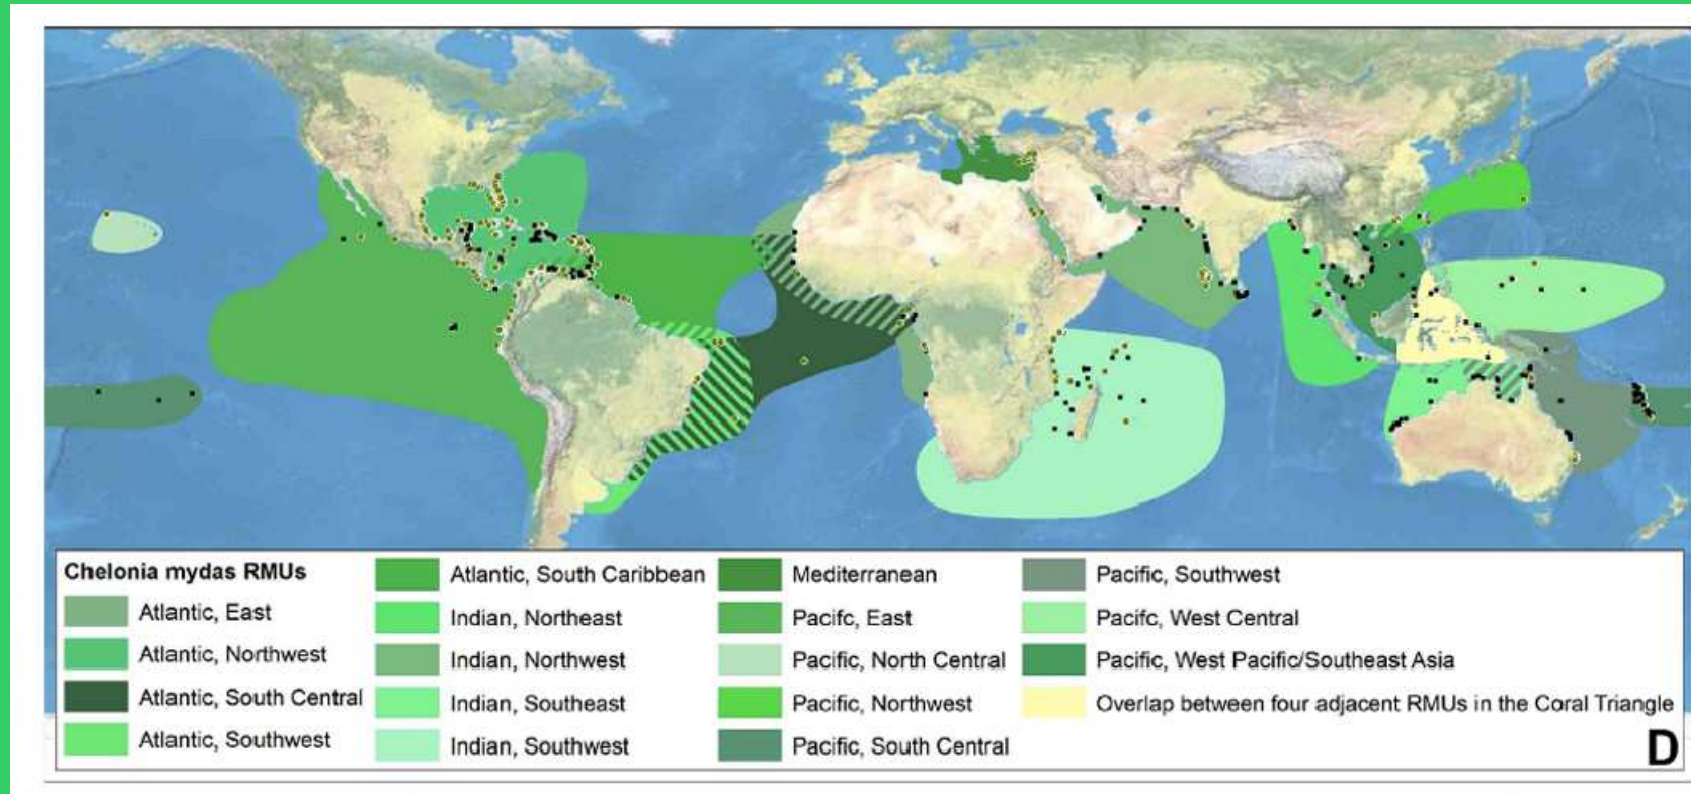 Chelonia mydas RMUs
Atlantic, East
Atlantic, Northwest
Atlantic, South Central
Atlantic, Southwest
Atlantic, South Caribbean
Indian, Northeast
Indian, Northwest
Indian, Southeast
Indian, Southwest
Mediterranean
Pacifc, East
Pacific, North Central
Pacific, Northwest
Pacific, South Central
Pacific, Southwest
Pacifc, West Central
Pacific, West Pacific/Southeast Asia
Overlap between four adjacent RMUs in the Coral Triangle
D